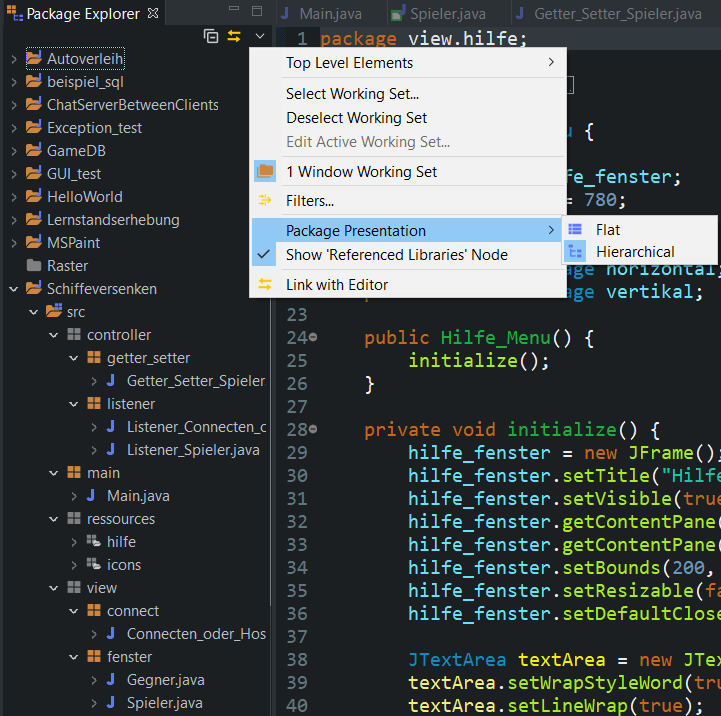 Package Explorer
Main.java
Spieler.java
Getter_Setter_Spieler.java
Autoverleih
beispiel_sql
ChatServerBetweenClients
Exception_test
GameDB
GUI_test
HelloWorld
Lernstandserhebung
MSPaint
Raster
Schiffeversenken
src
controller
getter_setter
Getter_Setter_Spieler
listener
Listener_Connecten_o
Listener_Spieler.java
main
Main.java
ressources
hilfe
icons
view
connect
Connecten_oder_Hos
fenster
Gegner.java
Spieler.java
Top Level Elements
Select Working Set...
Deselect Working Set
Edit Active Working Set...
1 Window Working Set
Filters...
Package Presentation
Show 'Referenced Libraries' Node
Link with Editor
Flat
Hierarchical
1 package view.hilfe;
{
fe_fenster;
= 780;
horizontal;
age vertikal;
23
24 public Hilfe_Menu() {
25 initialize();
26 }
27
28 private void initialize() {
29 hilfe_fenster = new JFrame();
30 hilfe_fenster.setTitle("Hilfe
31 hilfe_fenster.setVisible(true
32 hilfe_fenster.getContentPane(
33 hilfe_fenster.getContentPane(
34 hilfe_fenster.setBounds(200,
35 hilfe_fenster.setResizable(fa
36 hilfe_fenster.setDefaultClose
37
38 JTextArea textArea = new JTex
39 textArea.setWrapStyleWord(tru
40 textArea.setLineWrap(true);